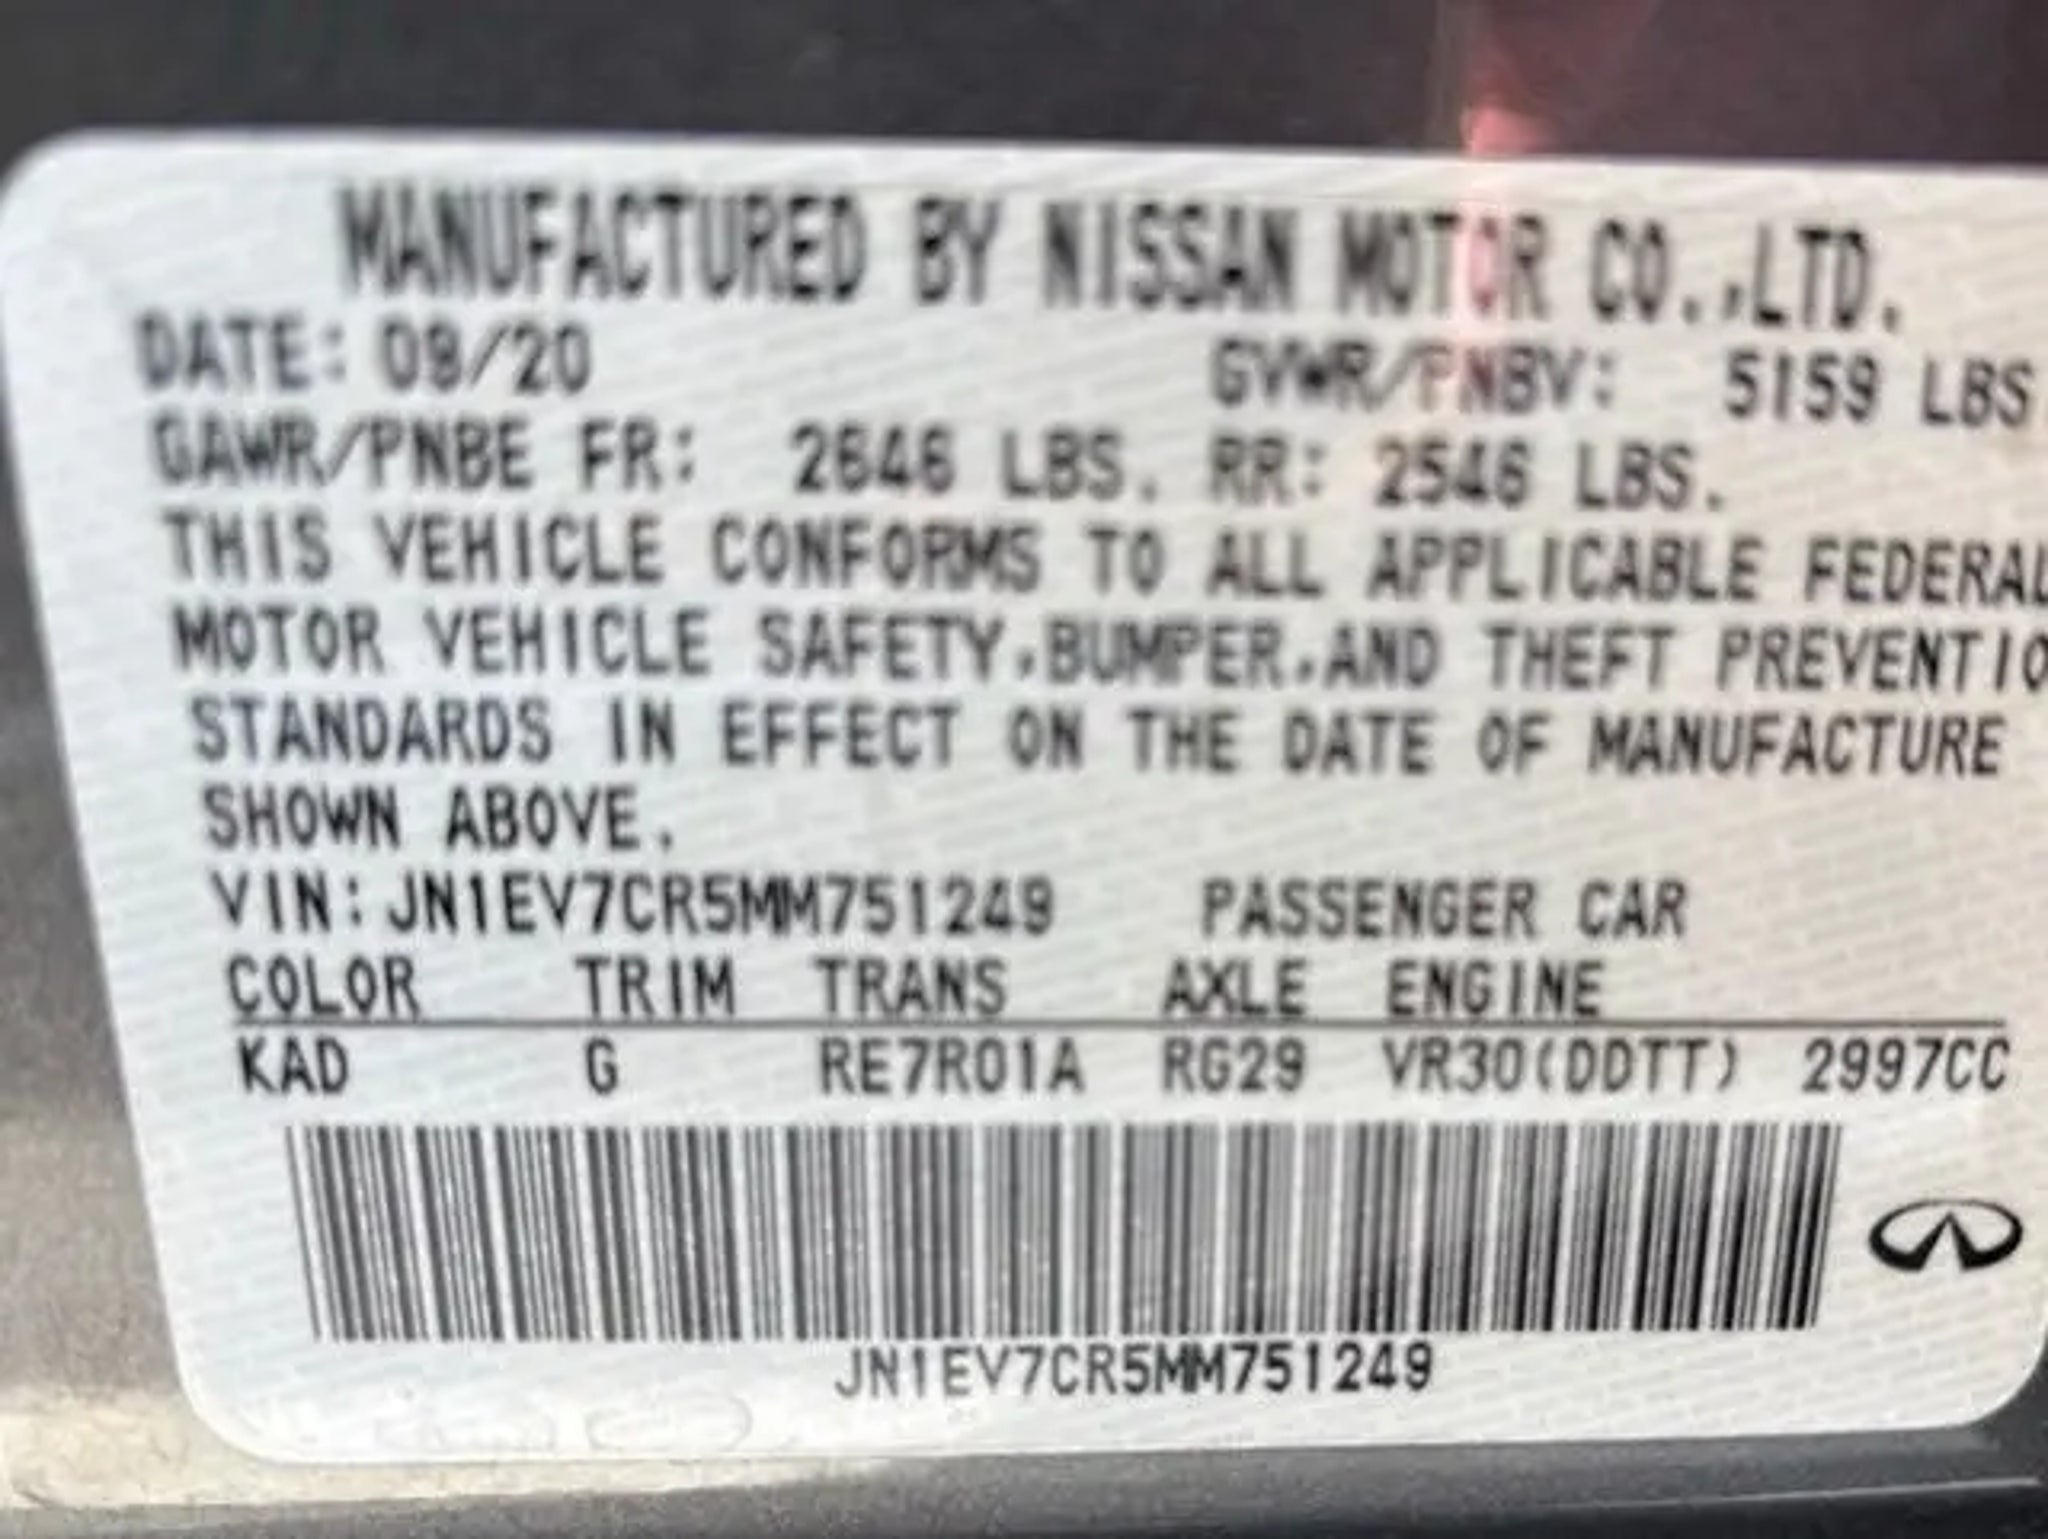 MANUFACTURED BY NISSAN MOTOR CO.,LTD.
DATE: 09/20 GVWR/PNBV: 5159 LBS
GAWR/PNBE FR: 2646 LBS. RR: 2546 LBS.
THIS VEHICLE CONFORMS TO ALL APPLICABLE FEDERAL
MOTOR VEHICLE SAFETY,BUMPER,AND THEFT PREVENTIO
STANDARDS IN EFFECT ON THE DATE OF MANUFACTURE
SHOWN ABOVE.
VIN:JN1EV7CR5MM751249 PASSENGER CAR
COLOR TRIM TRANS AXLE ENGINE
KAD G RE7R01A RG29 VR30(DDTT) 2997CC
JN1EV7CR5MM751249